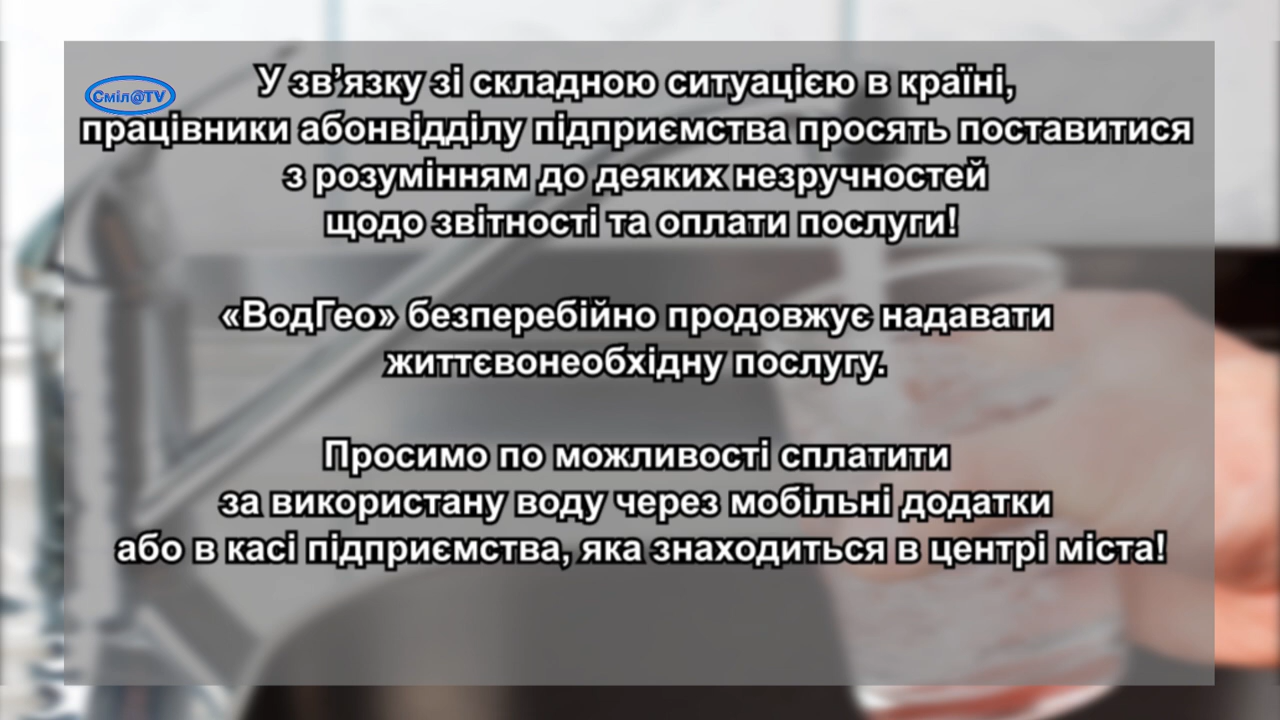 Сміл@TV
У зв’язку зі складною ситуацією в країні,
працівники абонвідділу підприємства просять поставитися
з розумінням до деяких незручностей
щодо звітності та оплати послуги!
«ВодГео» безперебійно продовжує надавати
життєвонеобхідну послугу.
Просимо по можливості сплатити
за використану воду через мобільні додатки
або в касі підприємства, яка знаходиться в центрі міста!